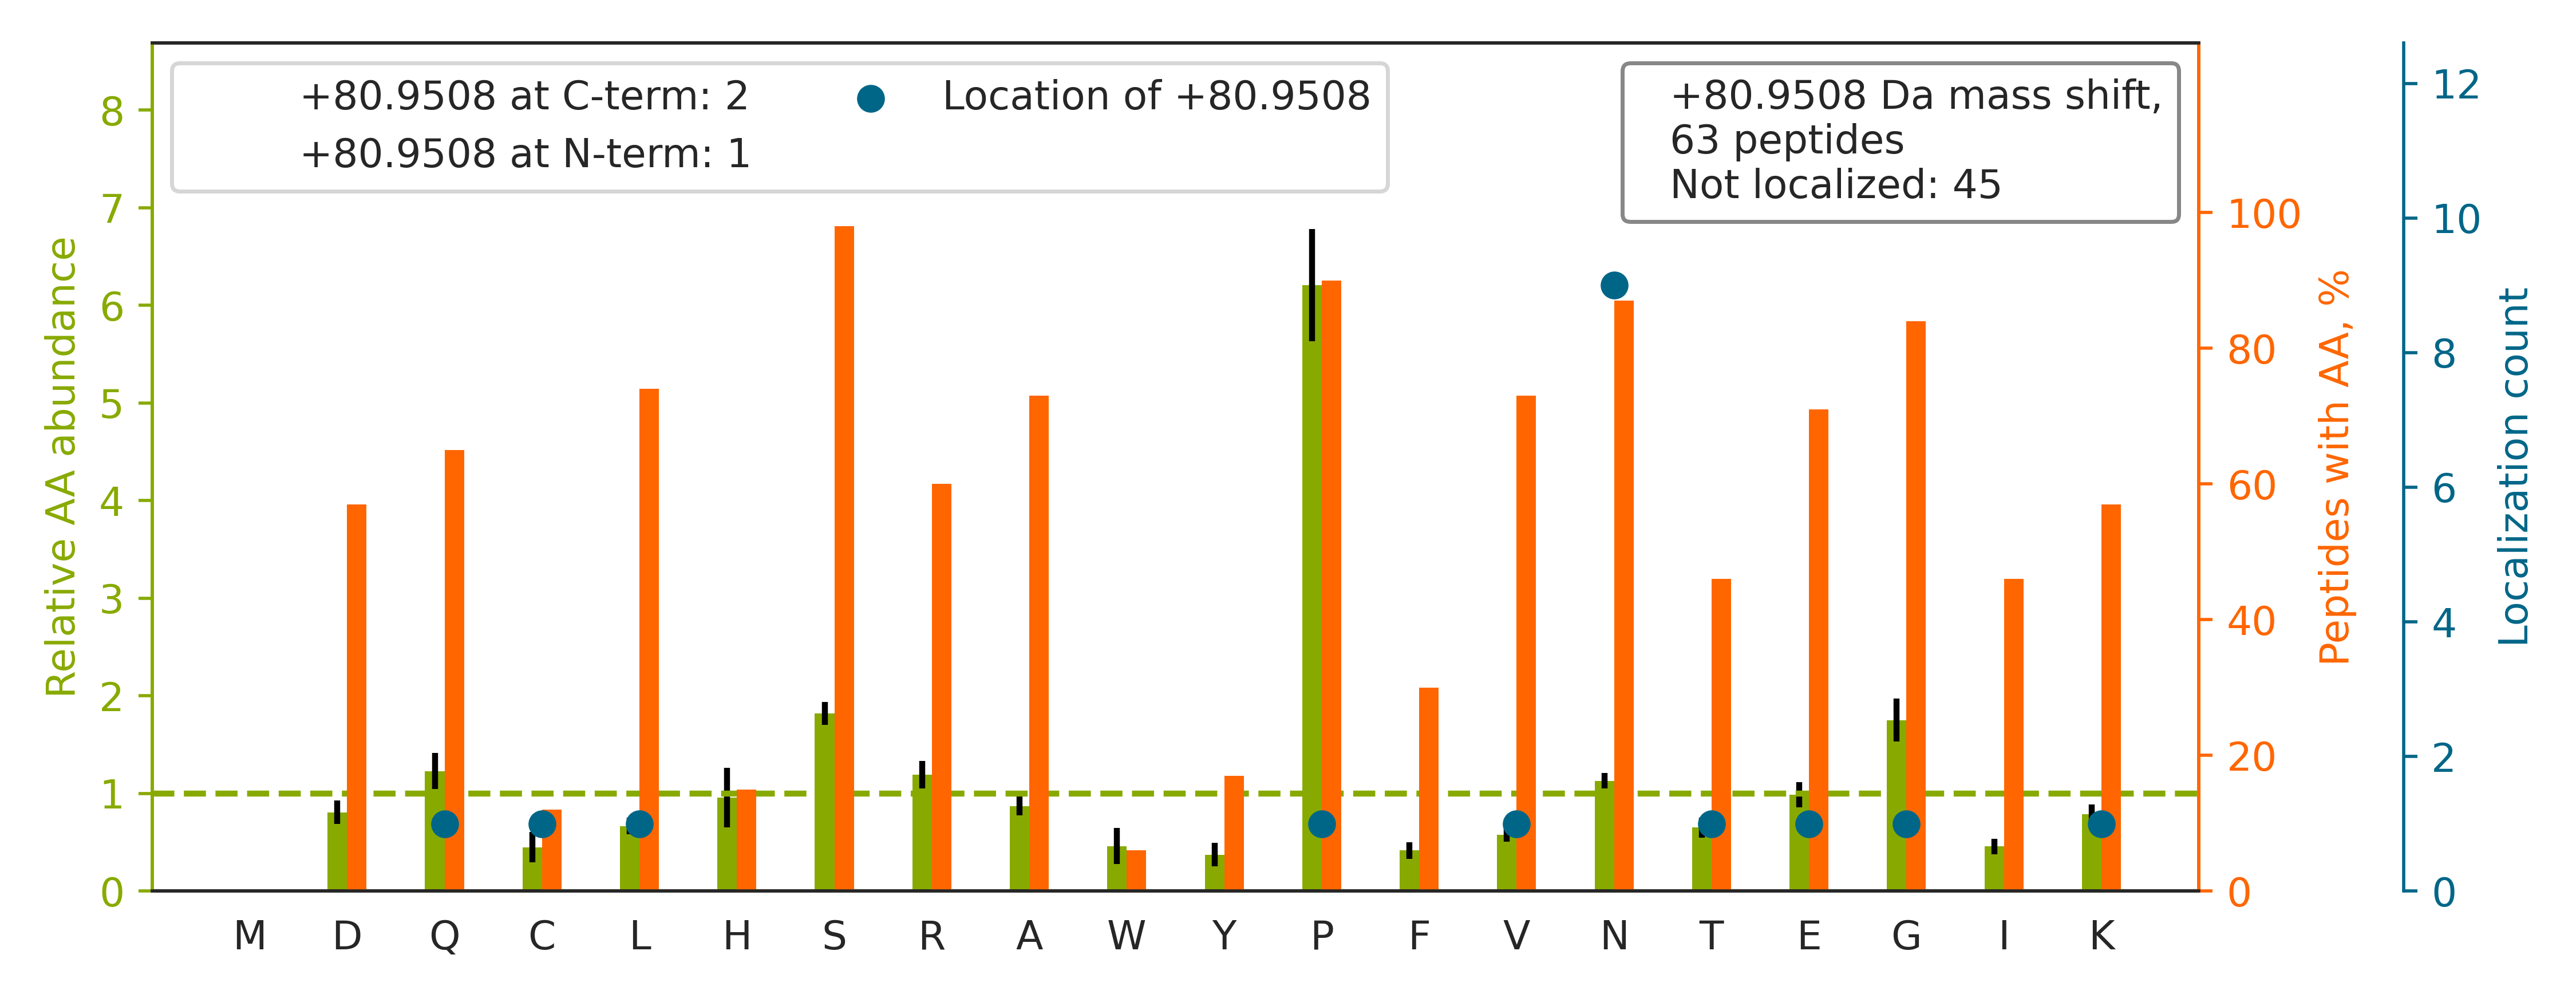 +80.9508 at C-term: 2
+80.9508 at N-term: 1
Location of +80.9508
+80.9508 Da mass shift,
63 peptides
Not localized: 45
Relative AA abundance
8
7
6
5
4
3
2
1
0
M D Q C L H S R A W Y P F V N T E G I K
100
80
60
40
20
0
Peptides with AA, %
12
10
8
6
4
2
0
Localization count